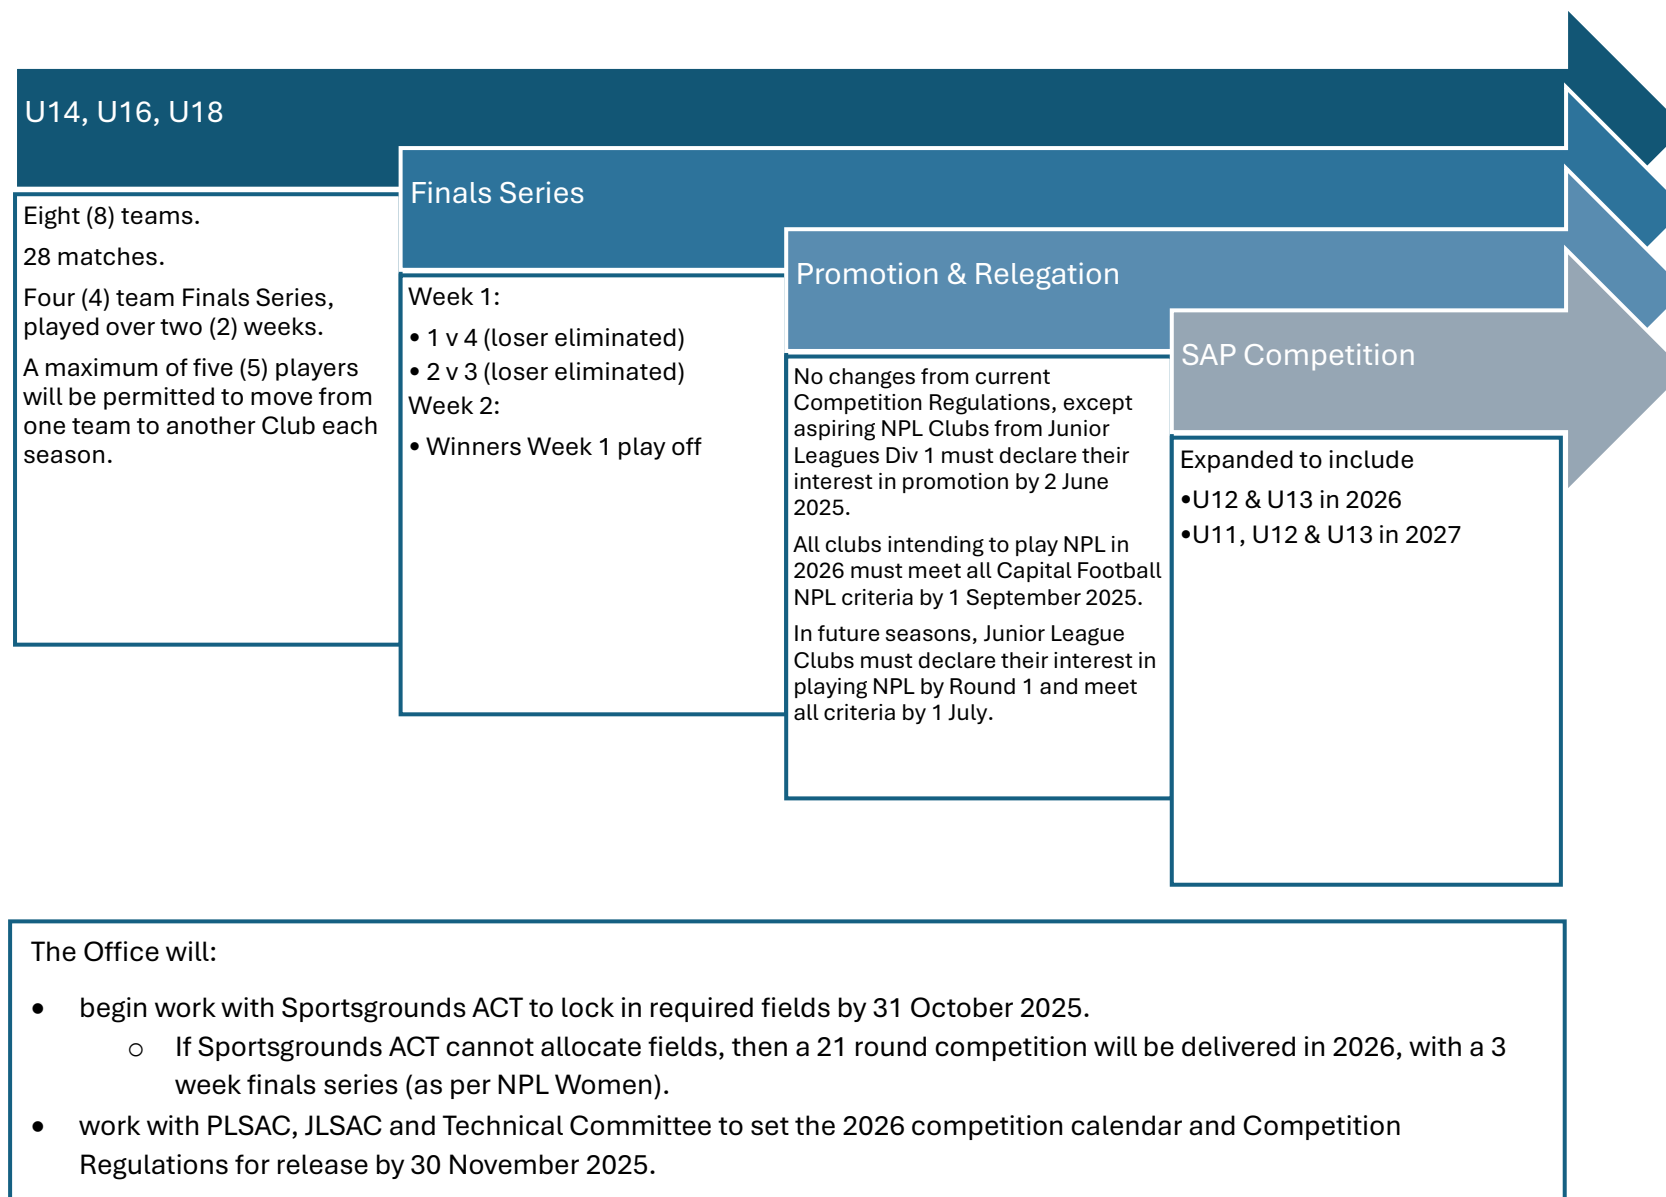 U14, U16, U18
Eight (8) teams.
28 matches.
Four (4) team Finals Series,
played over two (2) weeks.
A maximum of five (5) players
will be permitted to move from
one team to another Club each
season.
Finals Series
Week 1:
• 1 v 4 (loser eliminated)
• 2 v 3 (loser eliminated)
Week 2:
• Winners Week 1 play off
Promotion & Relegation
No changes from current
Competition Regulations, except
aspiring NPL Clubs from Junior
Leagues Div 1 must declare their
interest in promotion by 2 June
2025.
All clubs intending to play NPL in
2026 must meet all Capital Football
NPL criteria by 1 September 2025.
In future seasons, Junior League
Clubs must declare their interest in
playing NPL by Round 1 and meet
all criteria by 1 July.
SAP Competition
Expanded to include
•U12 & U13 in 2026
•U11, U12 & U13 in 2027
The Office will:
• begin work with Sportsgrounds ACT to lock in required fields by 31 October 2025.
o If Sportsgrounds ACT cannot allocate fields, then a 21 round competition will be delivered in 2026, with a 3
week finals series (as per NPL Women).
• work with PLSAC, JLSAC and Technical Committee to set the 2026 competition calendar and Competition
Regulations for release by 30 November 2025.